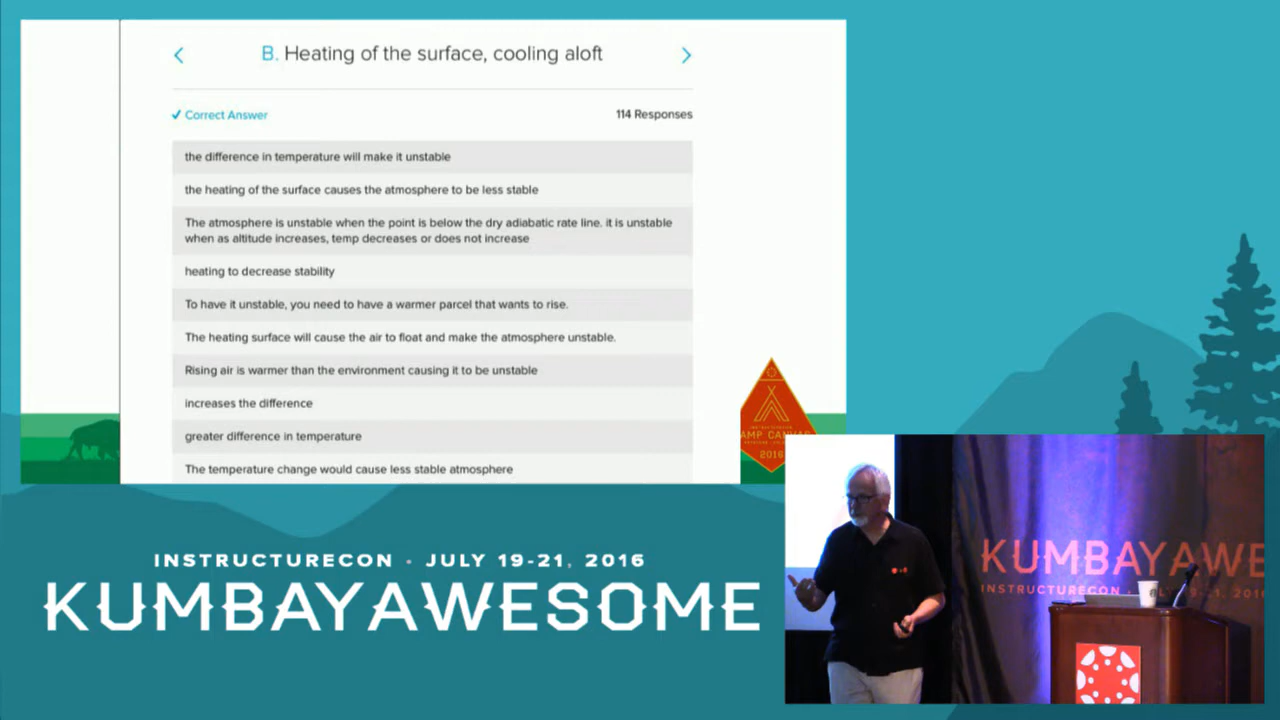 B. Heating of the surface, cooling aloft
Correct Answer
114 Responses
the difference in temperature will make it unstable
the heating of the surface causes the atmosphere to be less stable
The atmosphere is unstable when the point is below the dry adiabatic rate line. it is unstable
when as altitude increases, temp decreases or does not increase
heating to decrease stability
To have it unstable, you need to have a warmer parcel that wants to rise.
The heating surface will cause the air to float and make the atmosphere unstable.
Rising air is warmer than the environment causing it to be unstable
increases the difference
greater difference in temperature
The temperature change would cause less stable atmosphere
AMP CANVAS
2016
INSTRUCTURECON • JULY 19-21, 2016
KUMBAYAWESOME
KUMBAYAWE
INSTRUCTURECON